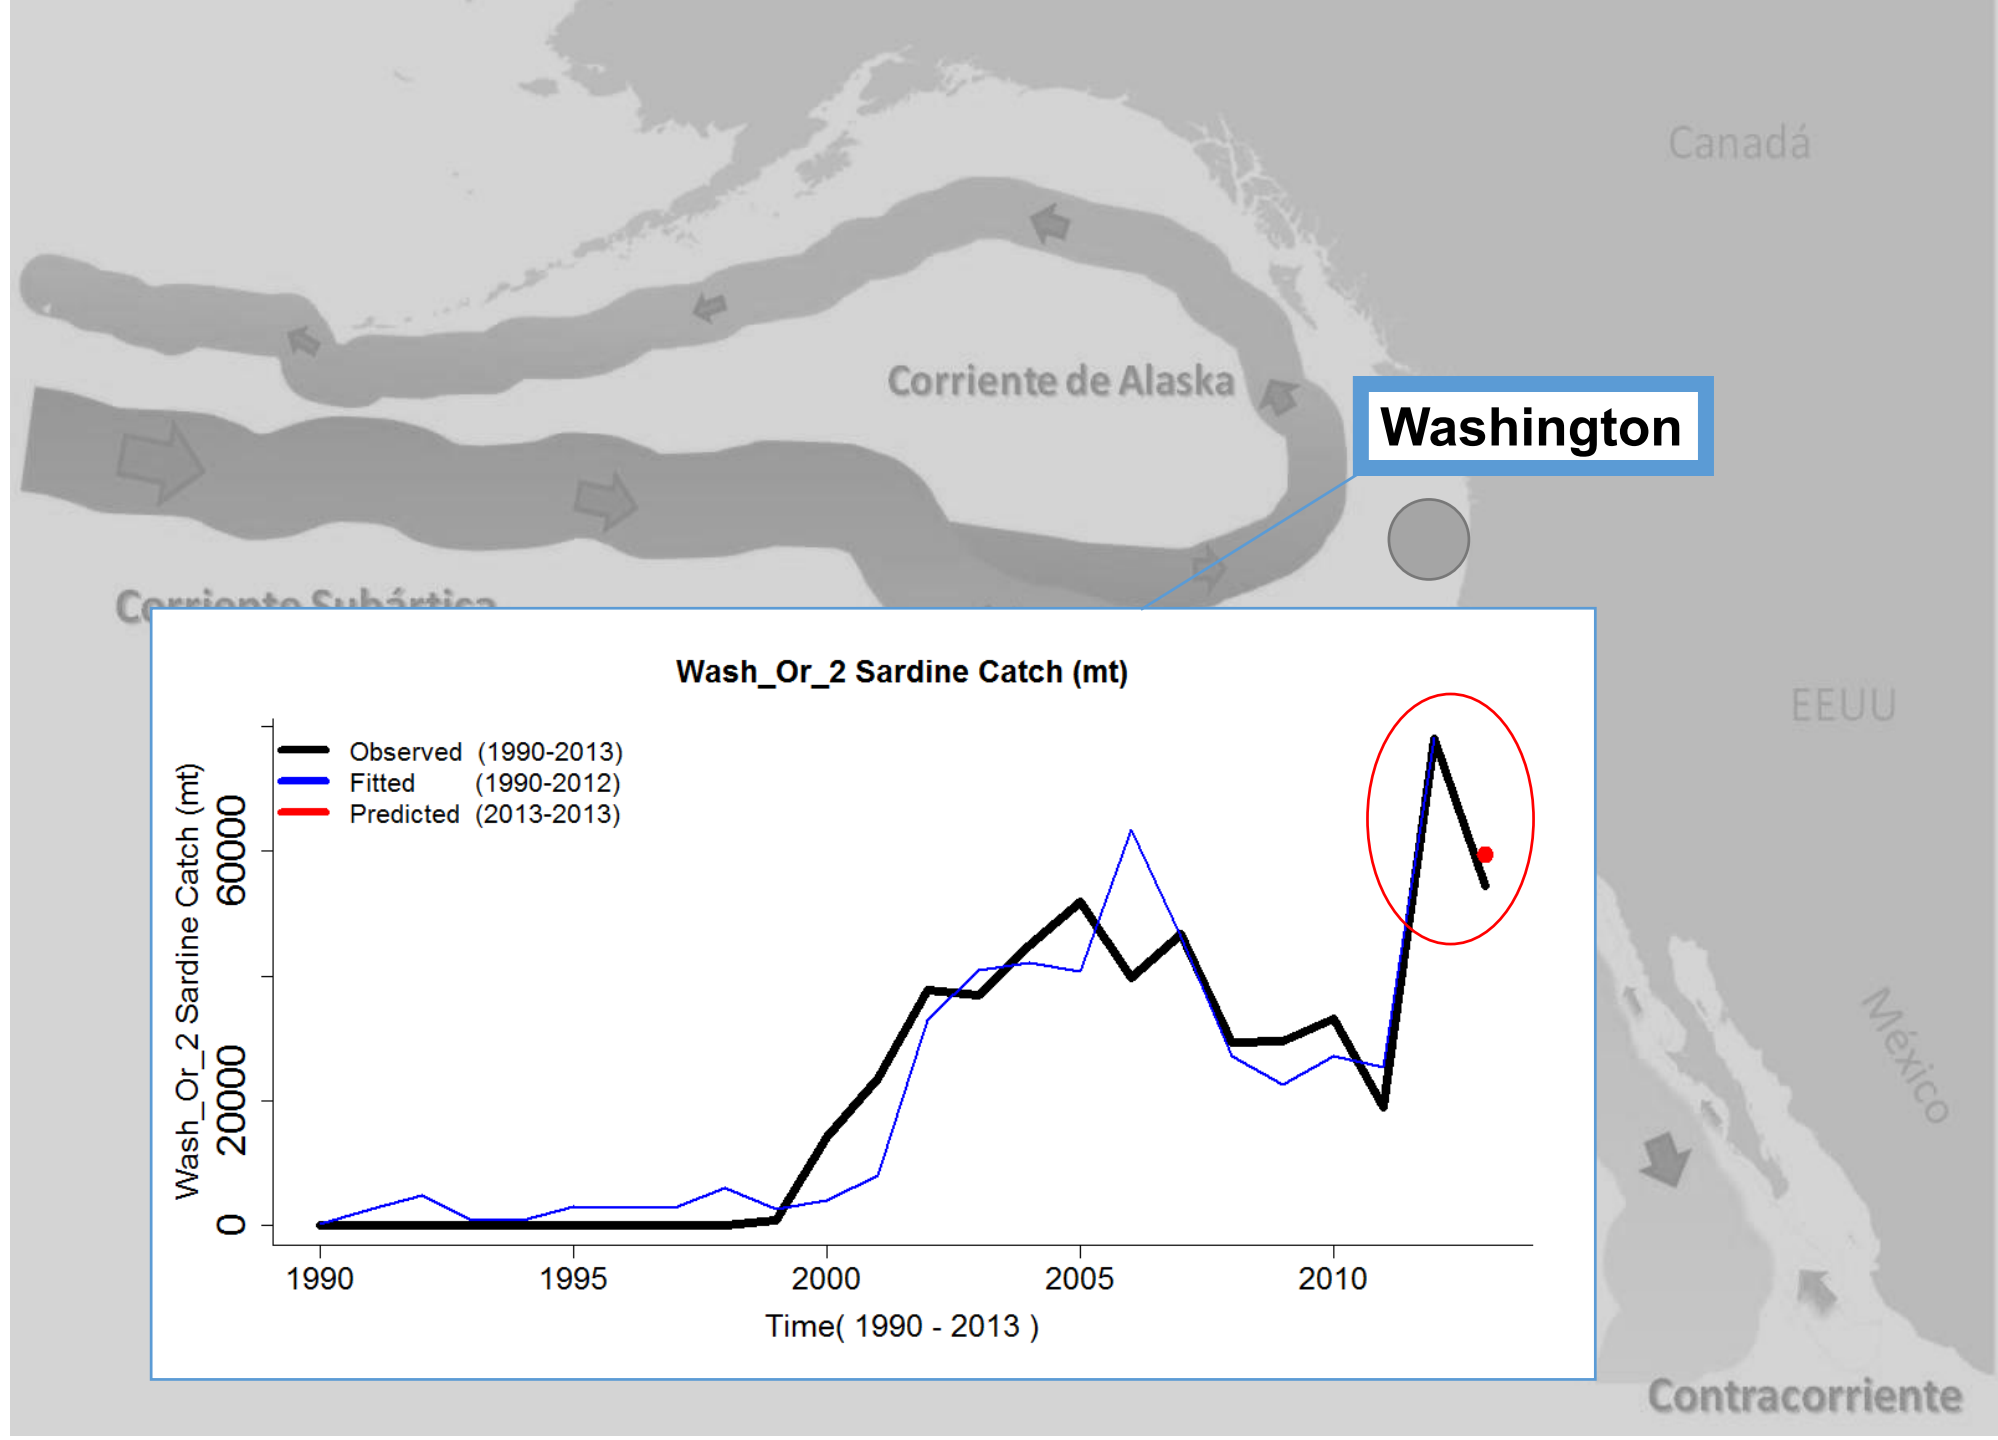 Canadá
Corriente de Alaska
Washington
Corriente Subártica
EEUU
México
Contracorriente
Wash_Or_2 Sardine Catch (mt)
Observed (1990-2013)
Fitted (1990-2012)
Predicted (2013-2013)
Wash_Or_2 Sardine Catch (mt)
60000
20000
0
1990 1995 2000 2005 2010
Time( 1990 - 2013 )